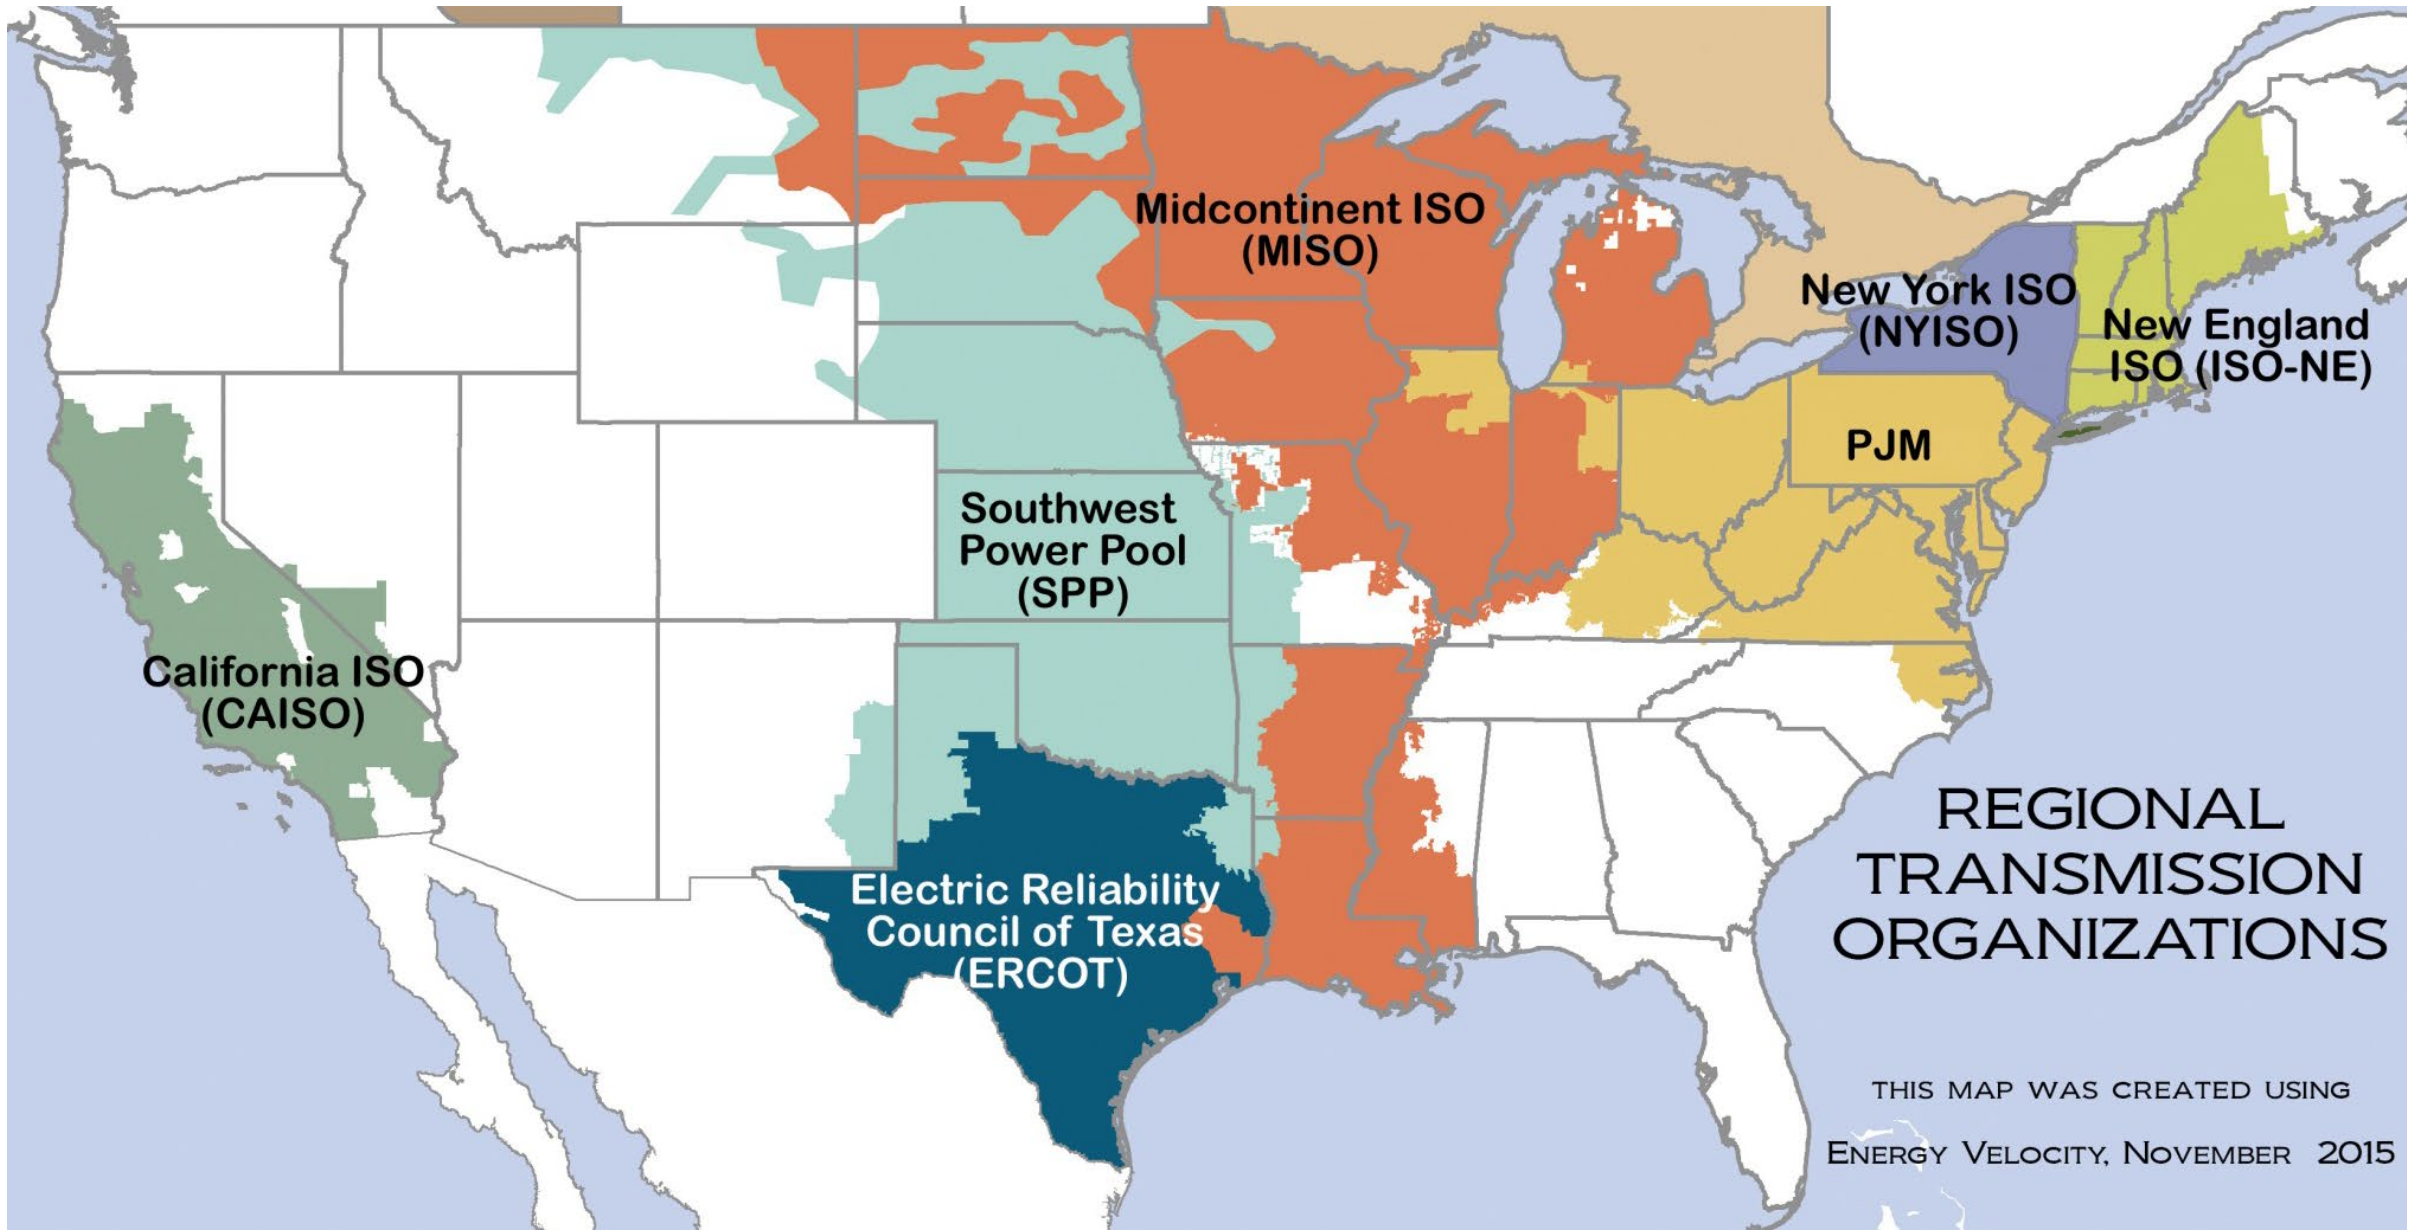 Midcontinent ISO
(MISO)
New York ISO
(NYISO)
New England
ISO (ISO-NE)
PJM
Southwest
Power Pool
(SPP)
California ISO
(CAISO)
Electric Reliability
Council of Texas
(ERCOT)
REGIONAL
TRANSMISSION
ORGANIZATIONS
THIS MAP WAS CREATED USING
ENERGY VELOCITY, NOVEMBER 2015